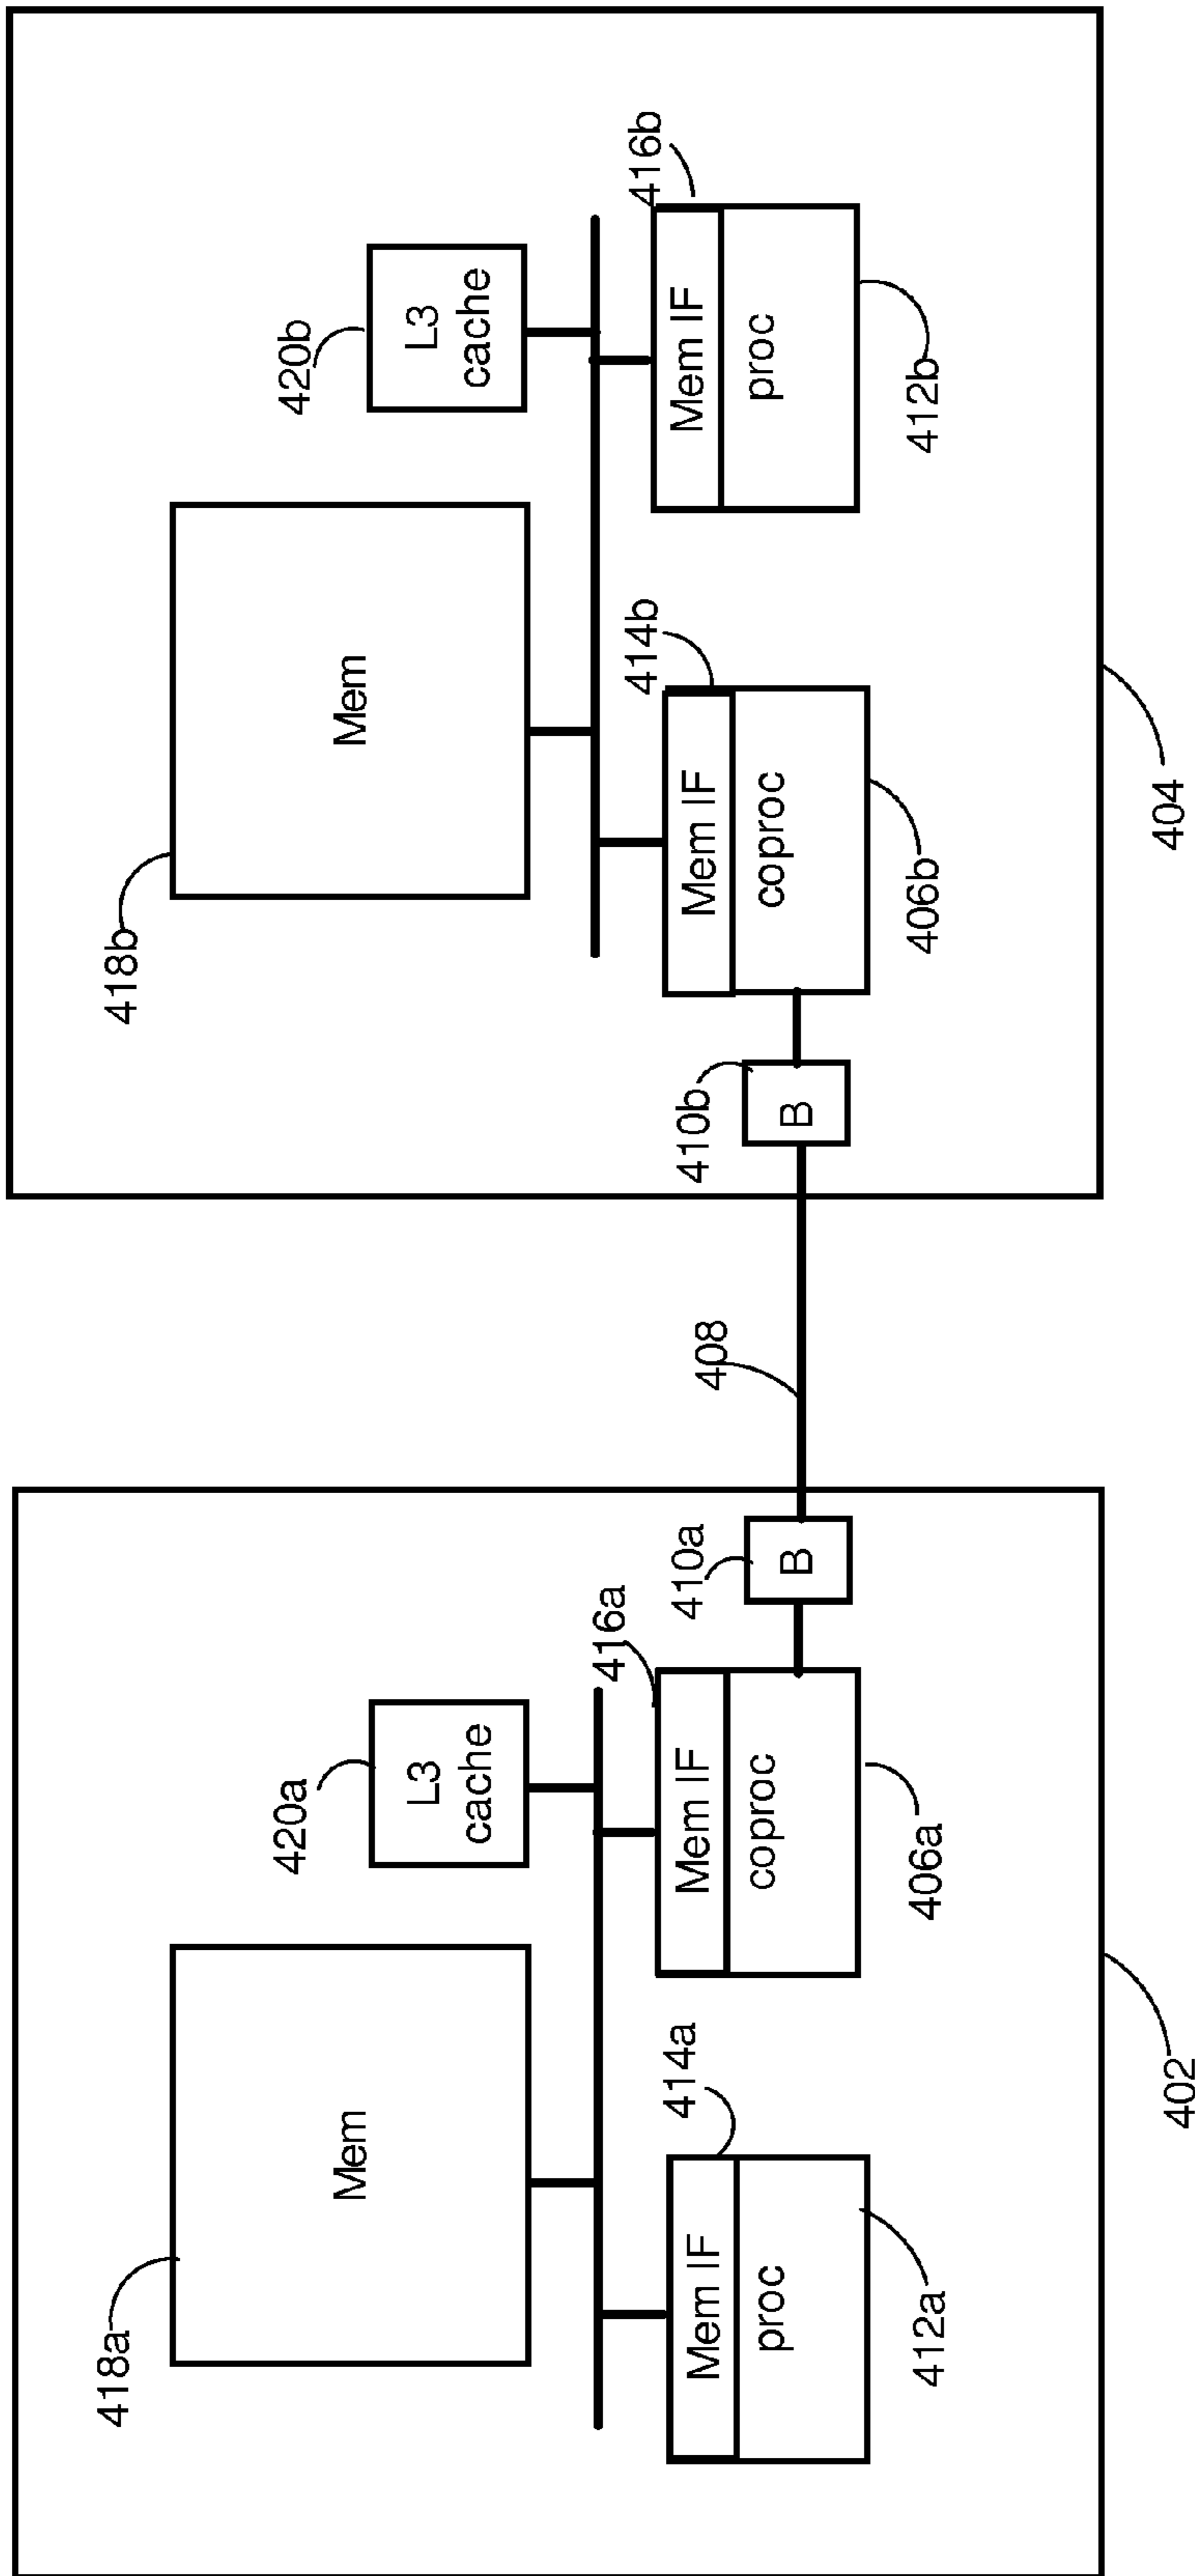 418a
Mem
420a
L3
cache
414a
Mem IF
proc
412a
416a
Mem IF
coproc
406a
410a
B
402
408
418b
Mem
420b
L3
cache
410b
B
414b
Mem IF
coproc
406b
416b
Mem IF
proc
412b
404